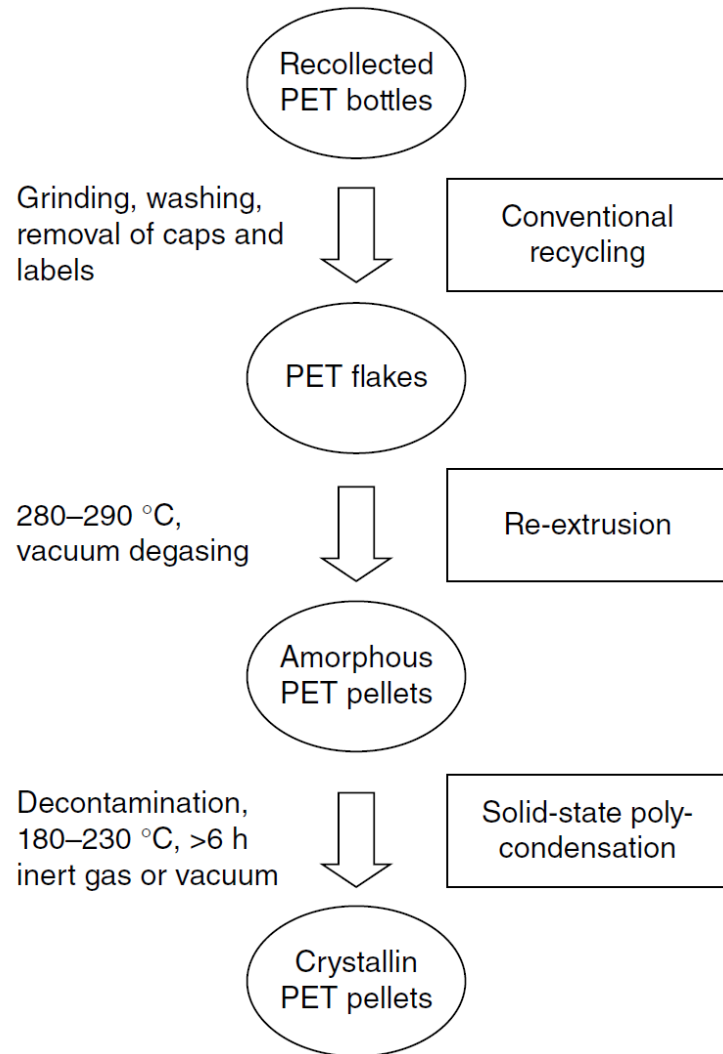 Recollected
PET bottles
Grinding, washing,
removal of caps and
labels
Conventional
recycling
PET flakes
280–290 °C,
vacuum degasing
Re-extrusion
Amorphous
PET pellets
Decontamination,
180–230 °C, >6 h
inert gas or vacuum
Solid-state poly-
condensation
Crystallin
PET pellets